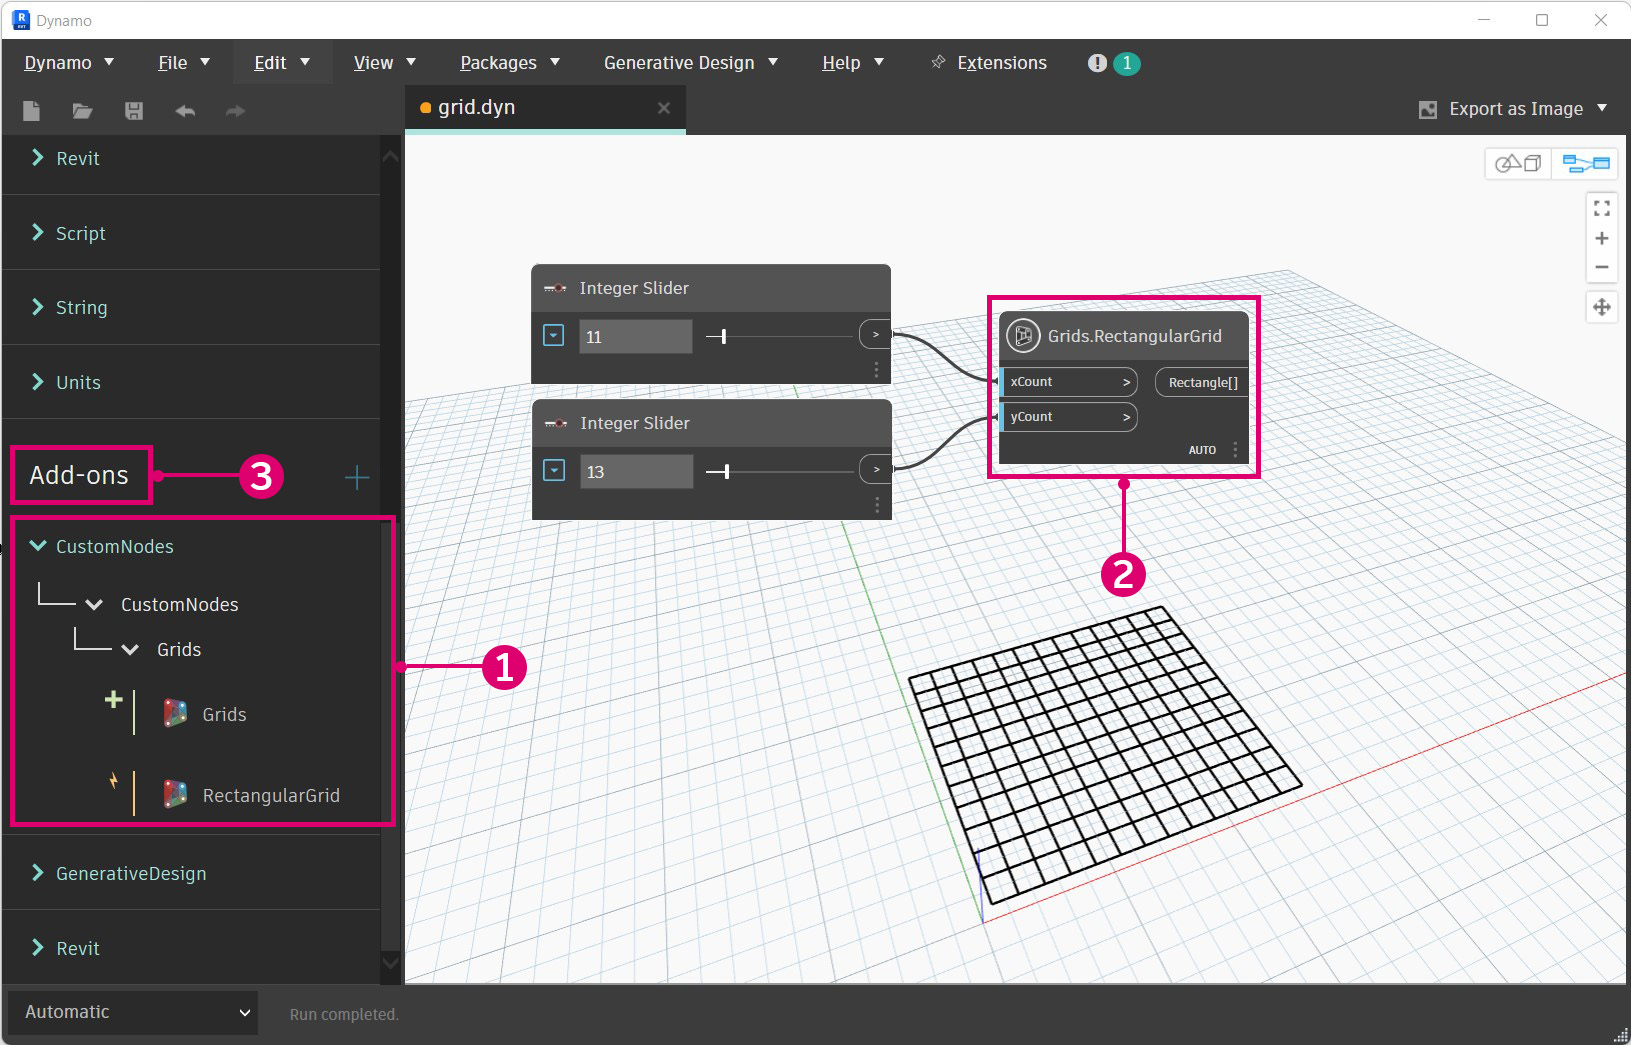 Dynamo
Dynamo File Edit View Packages Generative Design Help Extensions ! 1
grid.dyn
Export as Image
Revit
Script
String
Units
Add-ons
3
CustomNodes
CustomNodes
Grids
Grids
RectangularGrid
1
GenerativeDesign
Revit
Integer Slider
11
>
Integer Slider
13
>
Grids.RectangularGrid
xCount > Rectangle[]
yCount >
AUTO
2
Automatic
Run completed.